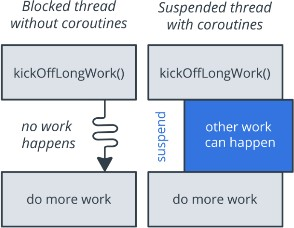 Blocked thread
without coroutines
kickOffLongWork()
no work
happens
do more work
Suspended thread
with coroutines
kickOffLongWork()
suspend
other work
can happen
do more work